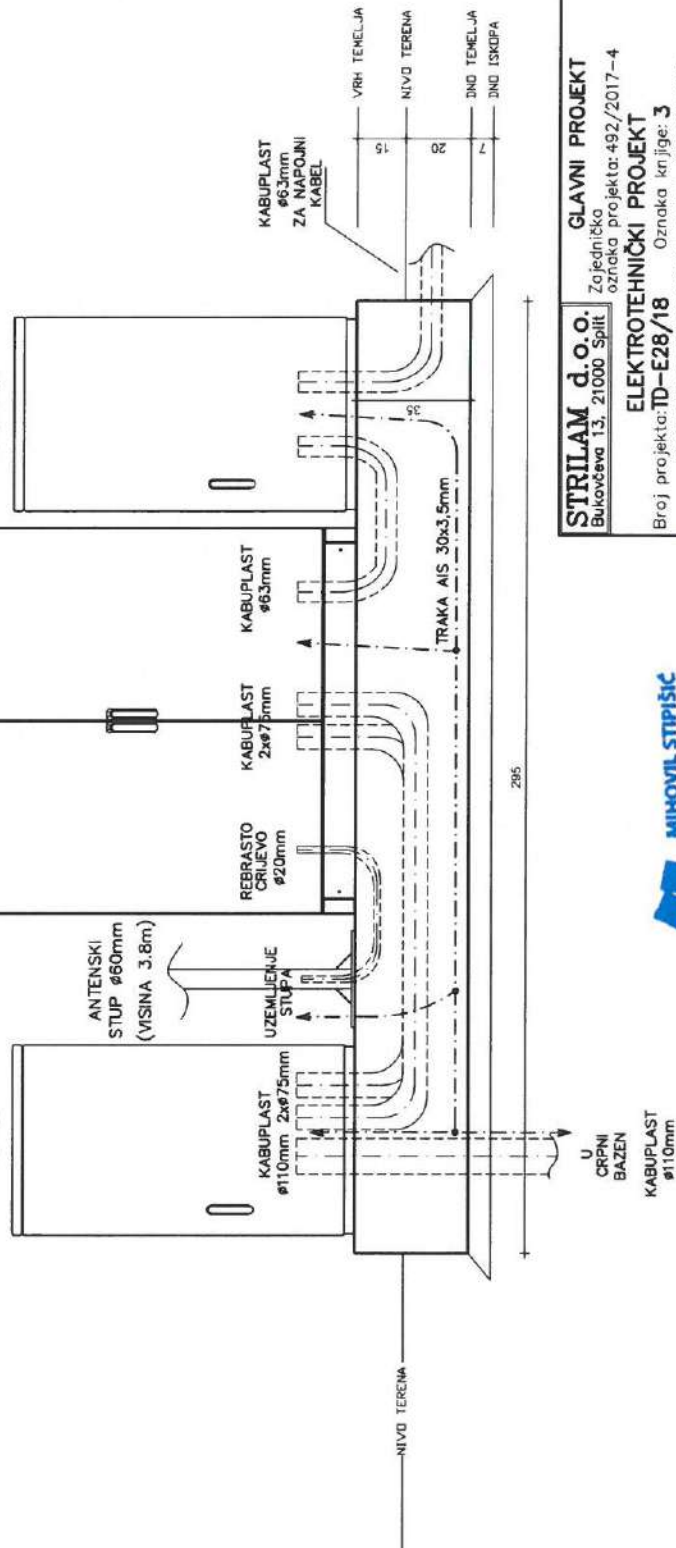 ANTENSKI
STUP ø60mm
(VISINA 3.8m)
KABUPLAST
ø110mm 2xø75mm
UZEMLJENJE
STUPA
REBRASTO
CRIJEVO
ø20mm
KABUPLAST
2xø75mm
KABUPLAST
ø63mm
KABUPLAST
ø63mm
ZA NAPOJNI
KABEL
VRH TEMELJA
NIVO TERENA
DNO TEMELJA
DNO ISKOPA
15
20
7
35
NIVO TERENA
TRAKA AIS 30x3,5mm
295
U
CRPNI
BAZEN
KABUPLAST
ø110mm
MIHOVIL STIPIŠIĆ
STRILAM d.o.o.
Bukovčeva 13, 21000 Split
GLAVNI PROJEKT
Zajednička
oznaka projekta: 492/2017-4
ELEKTROTEHNIČKI PROJEKT
Broj projekta: TD-E28/18 Oznaka knjige: 3